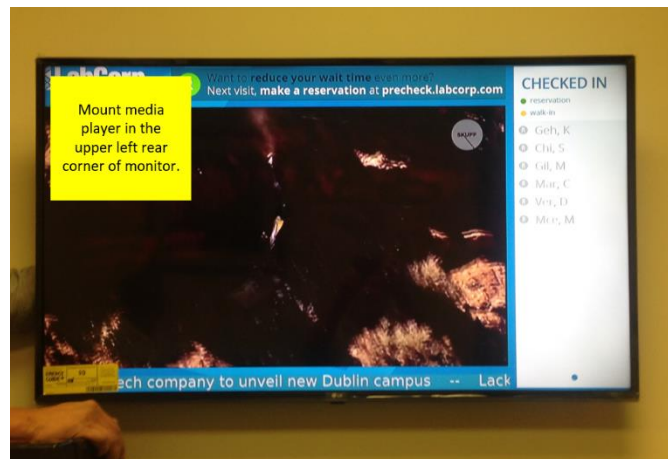 LabCorp
Want to reduce your wait time even more?
Next visit, make a reservation at precheck.labcorp.com
Mount media
player in the
upper left rear
corner of monitor.
CHECKED IN
reservation
walk-in
Geh, K
Chi, S
Gil, M
Mar, C
Ver, D
Mce, M
ech company to unveil new Dublin campus -- Lack
LG